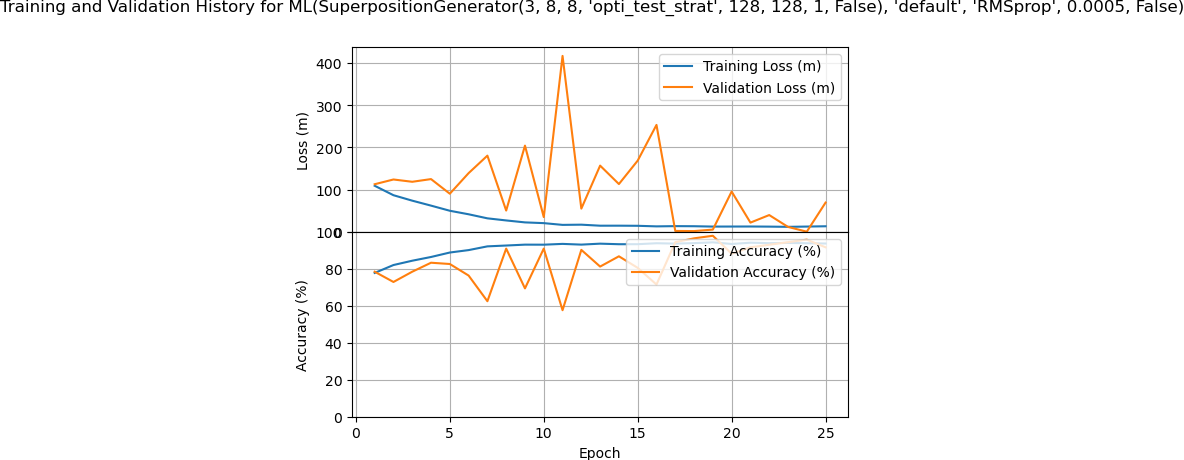 Training and Validation History for ML(SuperpositionGenerator(3, 8, 8, 'opti_test_strat', 128, 128, 1, False), 'default', 'RMSprop', 0.0005, False)
Loss (m)
400
300
200
100
0
Training Loss (m)
Validation Loss (m)
Accuracy (%)
100
80
60
40
20
0
Training Accuracy (%)
Validation Accuracy (%)
0 5 10 15 20 25
Epoch